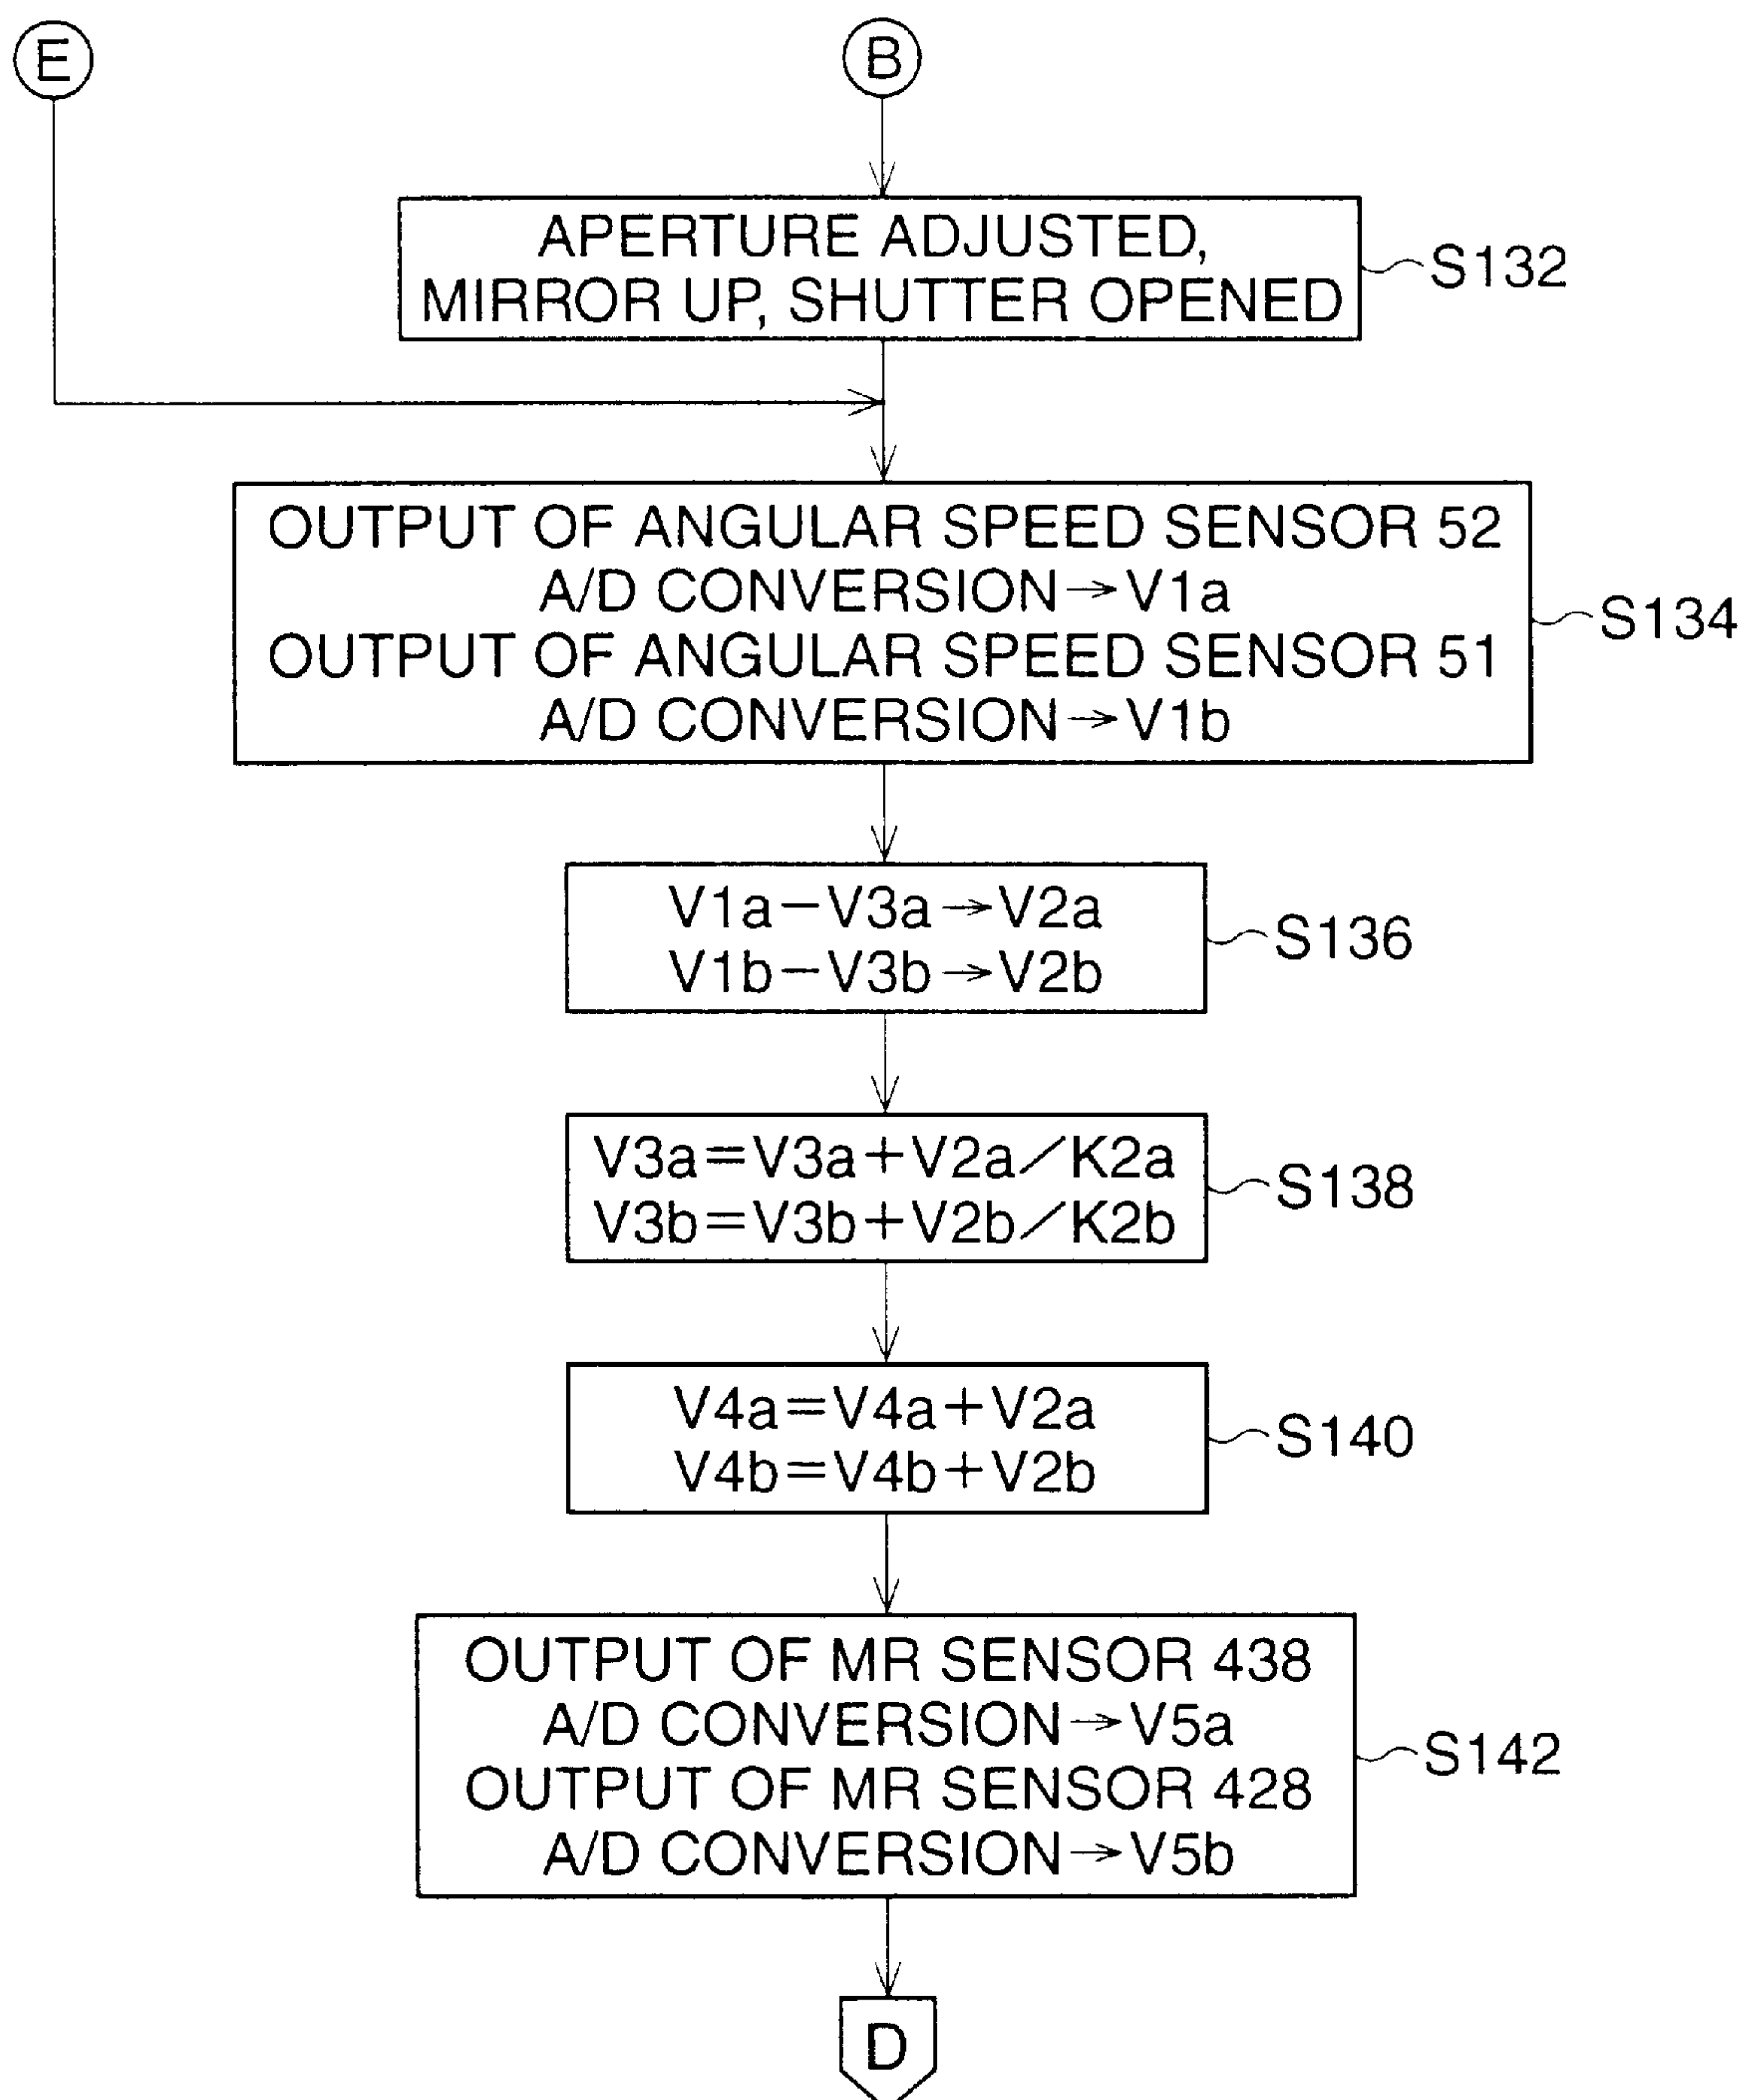 E
B
APERTURE ADJUSTED,
MIRROR UP, SHUTTER OPENED
S132
OUTPUT OF ANGULAR SPEED SENSOR 52
A/D CONVERSION→V1a
OUTPUT OF ANGULAR SPEED SENSOR 51
A/D CONVERSION→V1b
S134
V1a−V3a→V2a
V1b−V3b→V2b
S136
V3a=V3a+V2a/K2a
V3b=V3b+V2b/K2b
S138
V4a=V4a+V2a
V4b=V4b+V2b
S140
OUTPUT OF MR SENSOR 438
A/D CONVERSION→V5a
OUTPUT OF MR SENSOR 428
A/D CONVERSION→V5b
S142
D